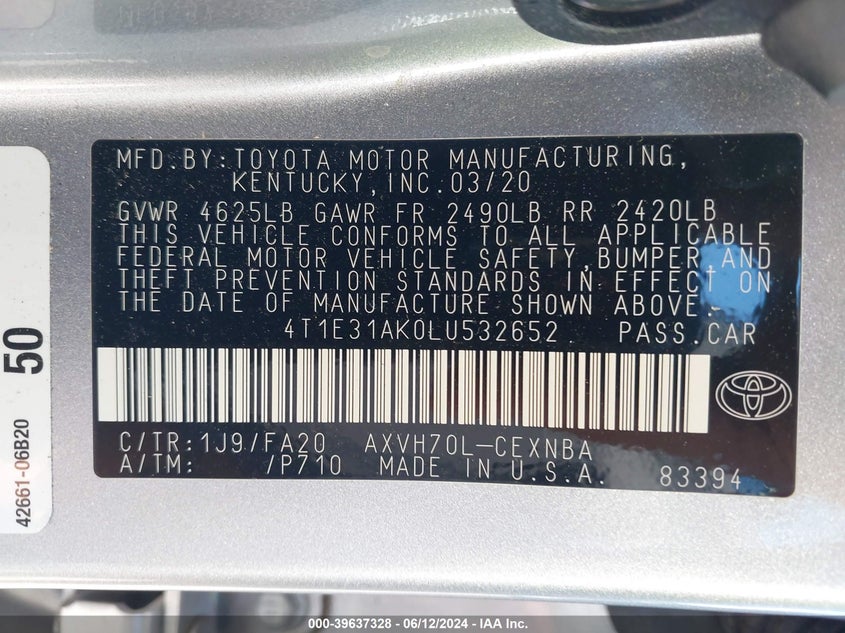 MFD.BY:TOYOTA MOTOR MANUFACTURING,
KENTUCKY,INC.03/20
GVWR 4625LB GAWR FR 2490LB RR 2420LB
THIS VEHICLE CONFORMS TO ALL APPLICABLE
FEDERAL MOTOR VEHICLE SAFETY,BUMPER,AND
THEFT PREVENTION STANDARDS IN EFFECT ON
THE DATE OF MANUFACTURE SHOWN ABOVE.
4T1E31AK0LU532652 PASS.CAR
C/TR:1J9/FA20 AXVH70L-CEXNBA
A/TM: /P710 MADE IN U.S.A. 83394
50
42661-06B20
000-39637328 - 06/12/2024 - IAA Inc.